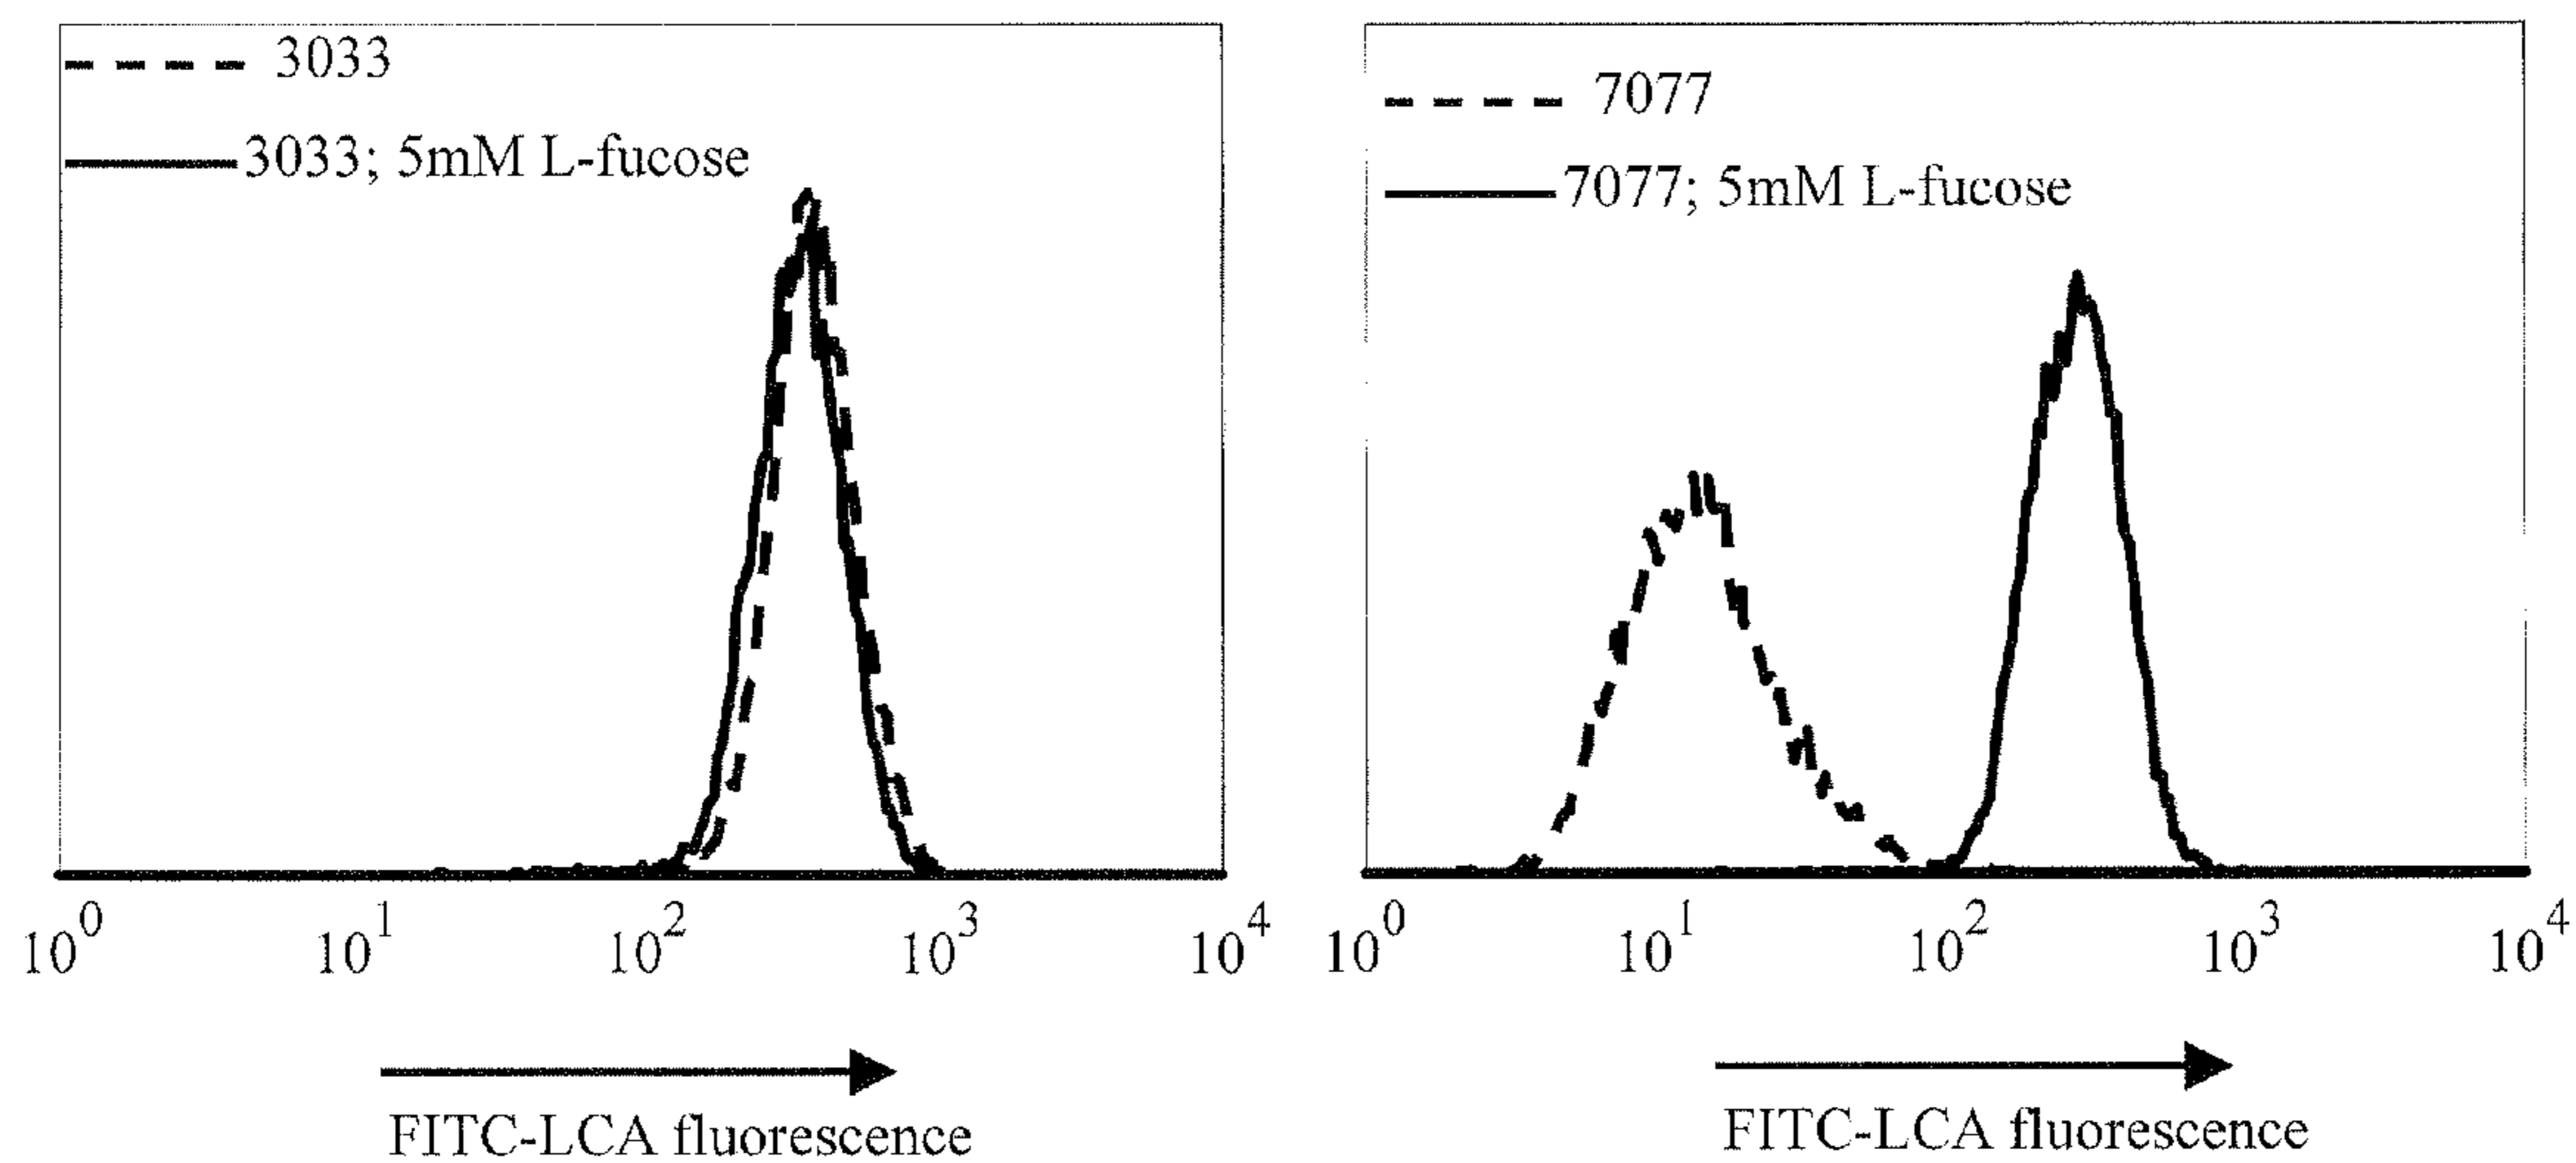 3033
3033; 5mM L-fucose
10^0 10^1 10^2 10^3 10^4
FITC-LCA fluorescence
7077
7077; 5mM L-fucose
10^0 10^1 10^2 10^3 10^4
FITC-LCA fluorescence